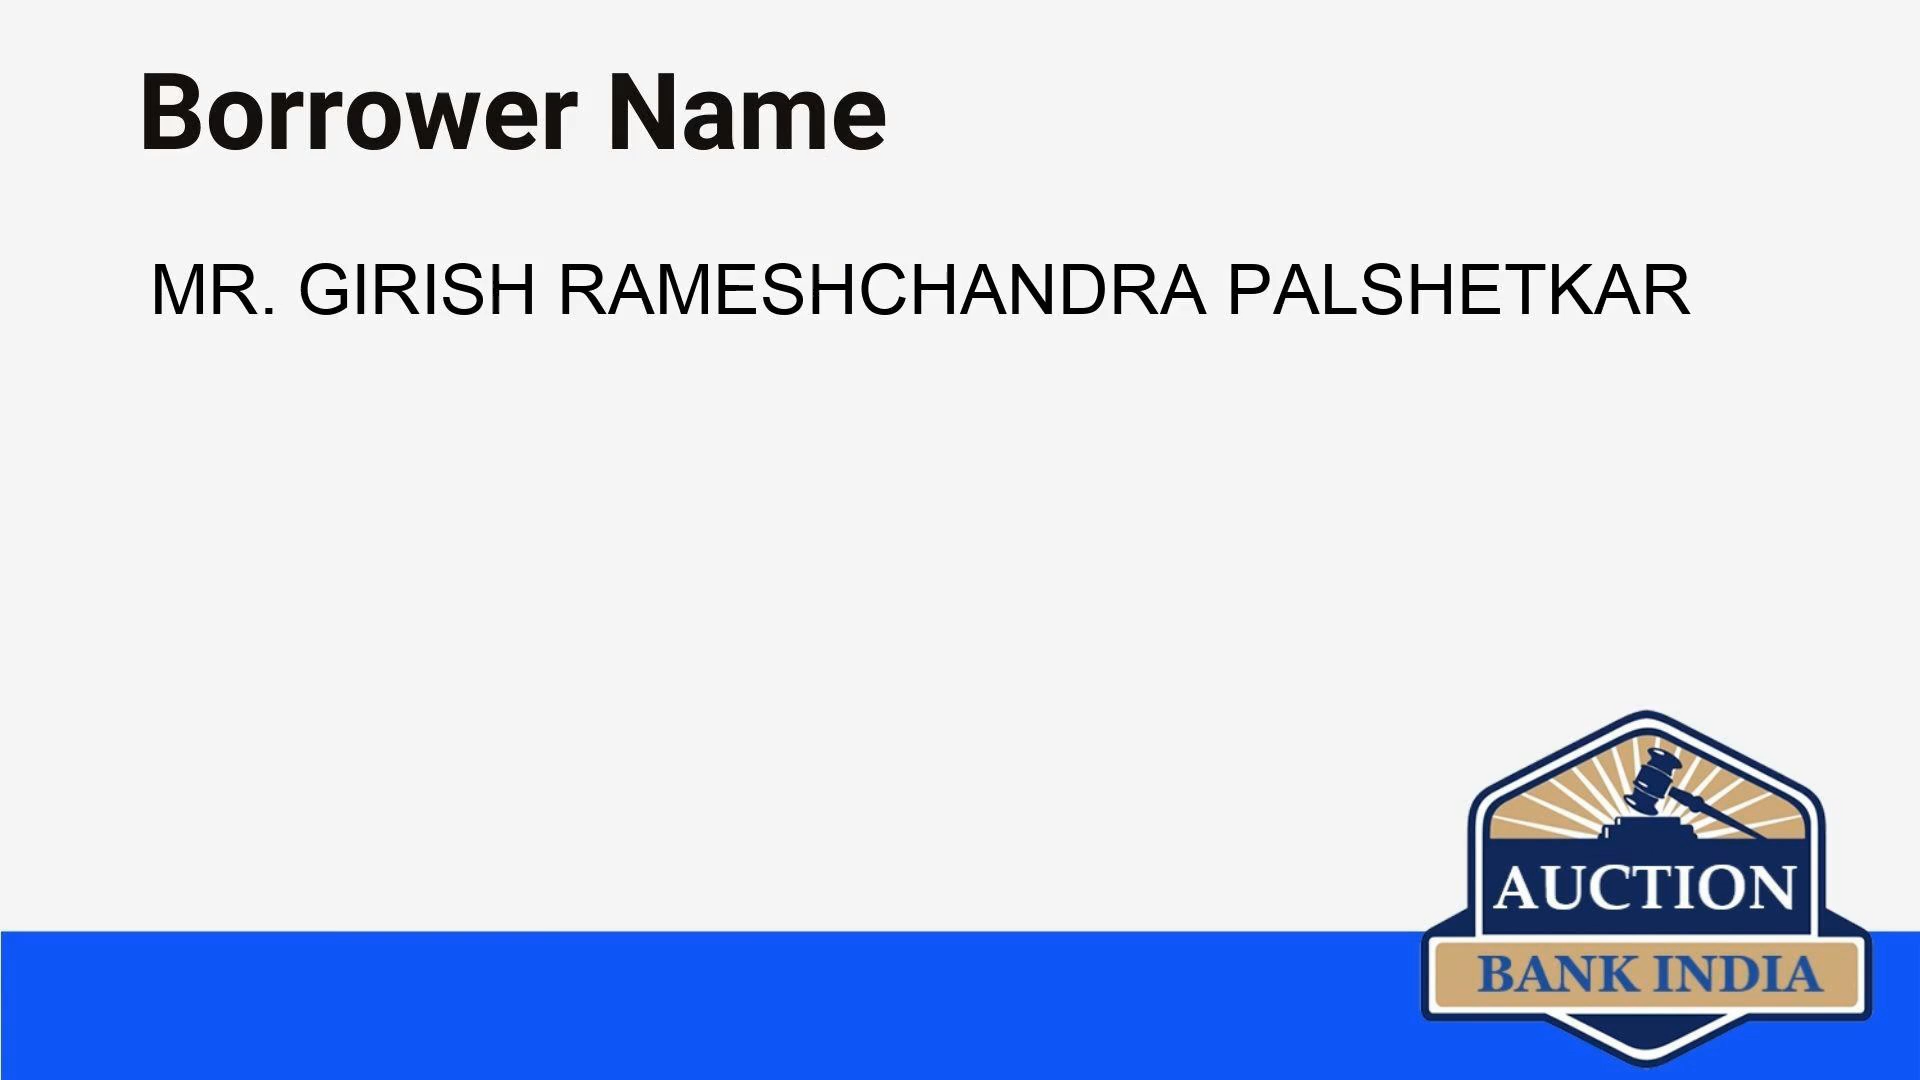 Borrower Name
MR. GIRISH RAMESHCHANDRA PALSHETKAR
AUCTION
BANK INDIA